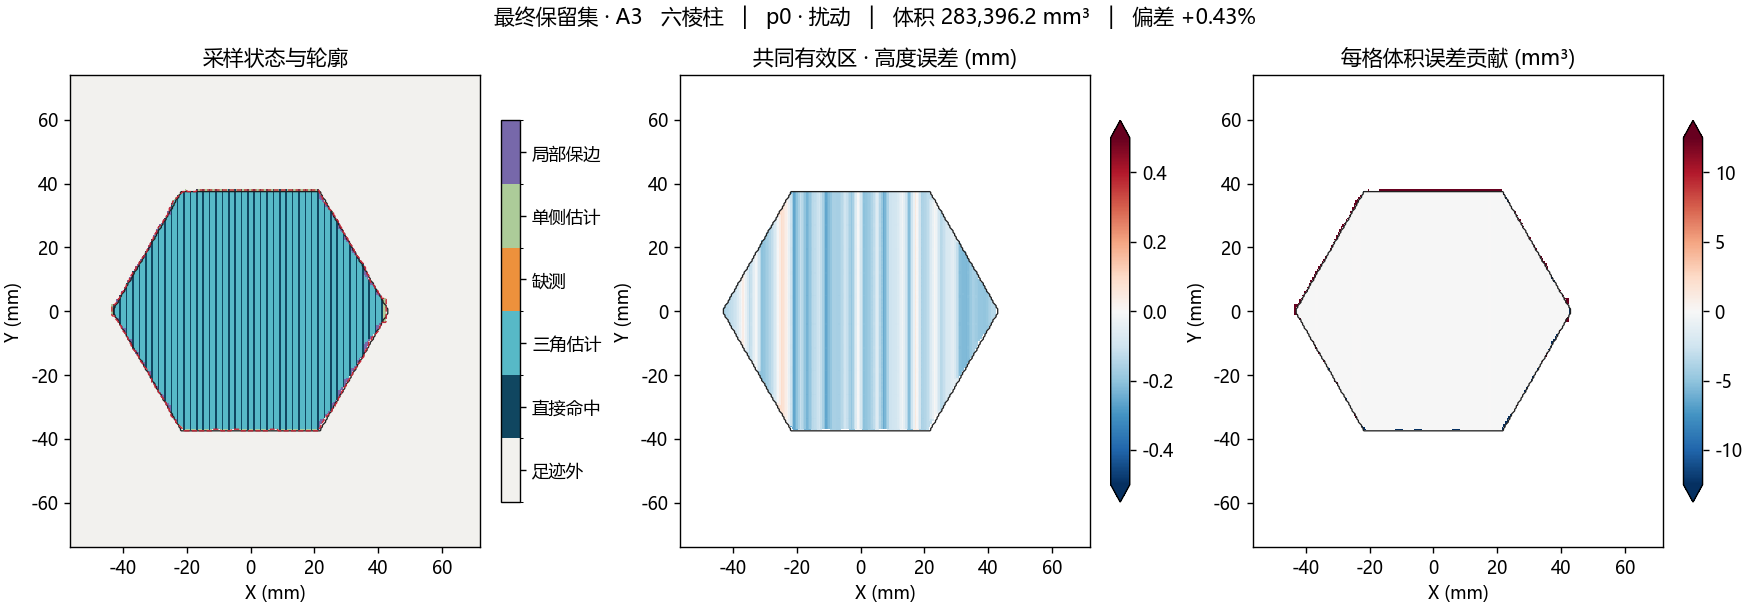 最终保留集 · A3 六棱柱 | p0 · 扰动 | 体积 283,396.2 mm³ | 偏差 +0.43%
采样状态与轮廓
共同有效区 · 高度误差 (mm)
每格体积误差贡献 (mm³)
Y (mm)
60
40
20
0
-20
-40
-60
-40 -20 0 20 40 60
X (mm)
局部保边
单侧估计
缺测
三角估计
直接命中
足迹外
Y (mm)
60
40
20
0
-20
-40
-60
-40 -20 0 20 40 60
X (mm)
0.4
0.2
0.0
-0.2
-0.4
Y (mm)
60
40
20
0
-20
-40
-60
-40 -20 0 20 40 60
X (mm)
10
5
0
-5
-10